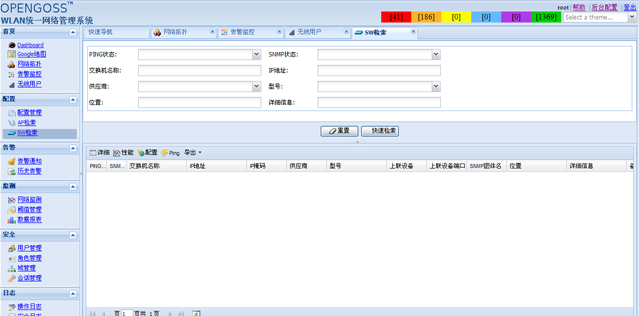 OPENGOSS™
WLAN统一网络管理系统
root | 帮助 | 后台配置 | 登出
[31] [186] [0] [0] [0] [1369] Select a theme...
首页
Dashboard
Google地图
网络拓扑
告警监控
无线用户
配置
配置管理
AP检索
SW检索
告警
告警通知
历史告警
监测
网络监测
阀值管理
数据报表
安全
用户管理
角色管理
域管理
会话管理
日志
操作日志
安全日志
快速导航 网络拓扑 告警监控 无线用户 SW检索
PING状态: SNMP状态:
交换机名称: IP地址:
供应商: 型号:
位置: 详细信息:
重置 快速检索
详细 性能 配置 Ping 导出
PING... SNM... 交换机名称 IP地址 IP掩码 供应商 型号 上联设备 上联设备端口 SNMP团体名 位置 详细信息
页 1 页共 1 页